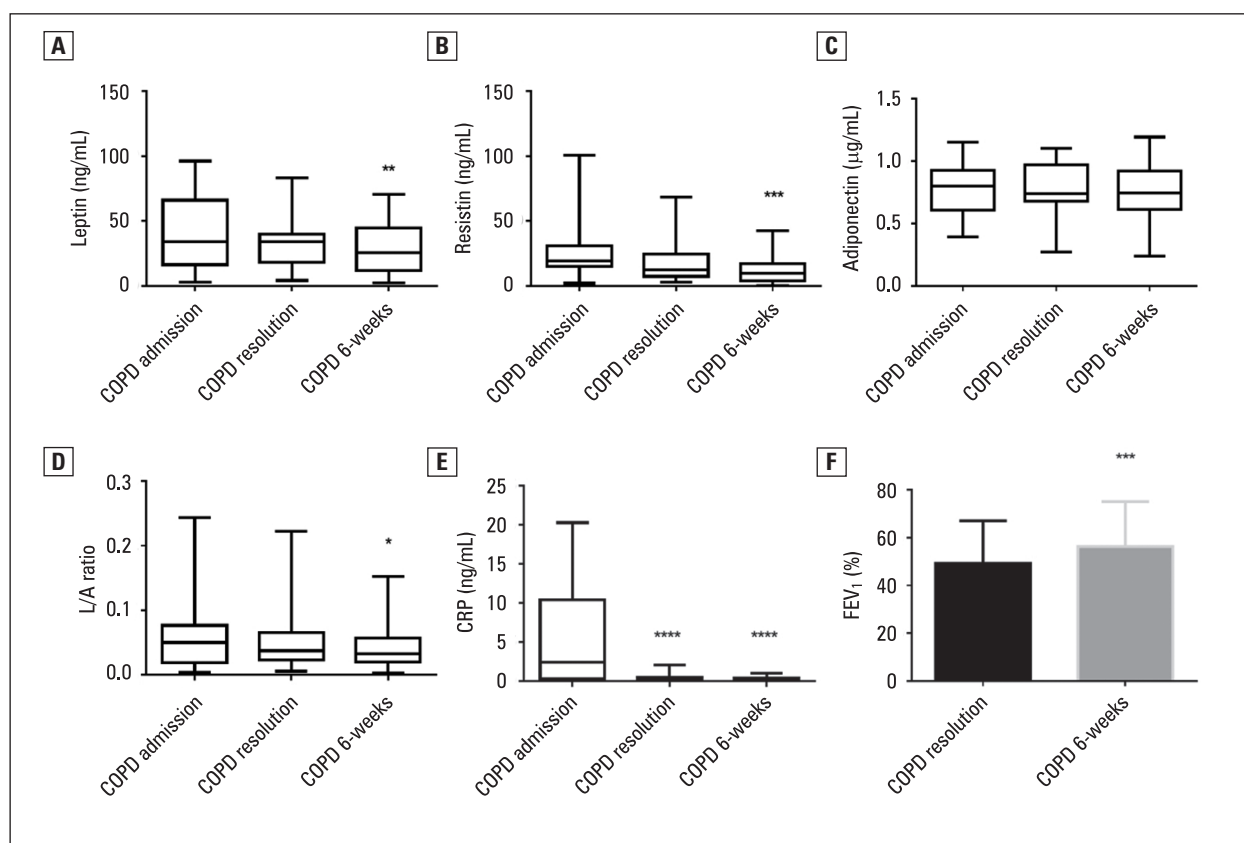 A
Leptin (ng/mL)
150
100
50
0
**
COPD admission
COPD resolution
COPD 6-weeks
B
Resistin (ng/mL)
150
100
50
0
***
COPD admission
COPD resolution
COPD 6-weeks
C
Adiponectin (μg/mL)
1.5
1.0
0.5
0.0
COPD admission
COPD resolution
COPD 6-weeks
D
L/A ratio
0.3
0.2
0.1
0.0
*
COPD admission
COPD resolution
COPD 6-weeks
E
CRP (ng/mL)
25
20
15
10
5
0
****
****
COPD admission
COPD resolution
COPD 6-weeks
F
FEV₁ (%)
80
60
40
20
0
***
COPD resolution
COPD 6-weeks